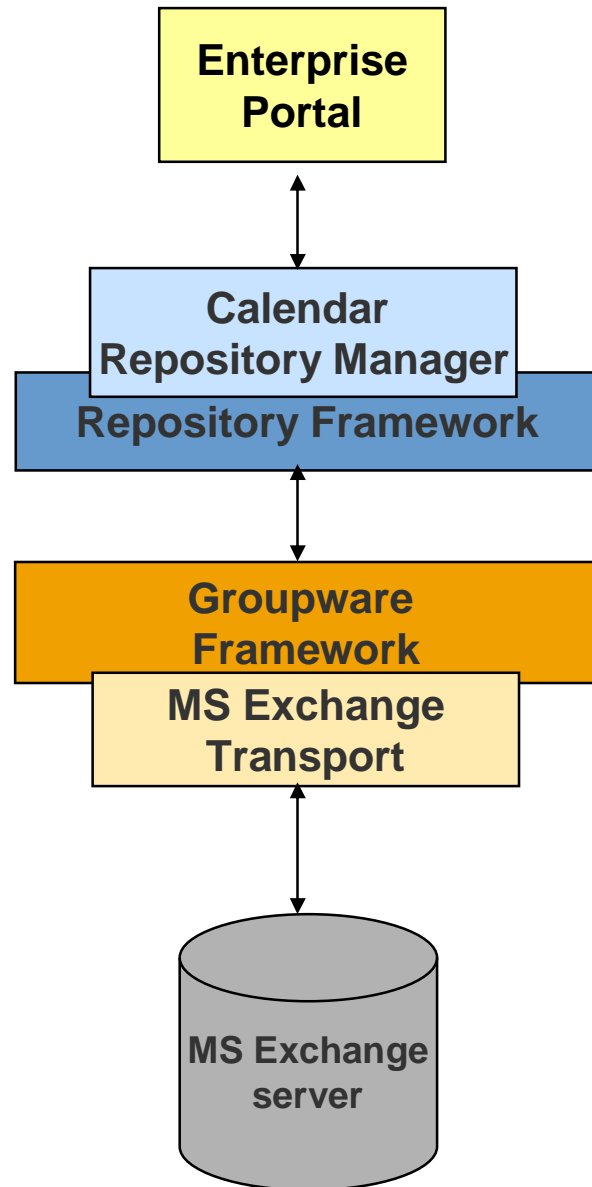 Enterprise
Portal
Calendar
Repository Manager
Repository Framework
Groupware
Framework
MS Exchange
Transport
MS Exchange
server